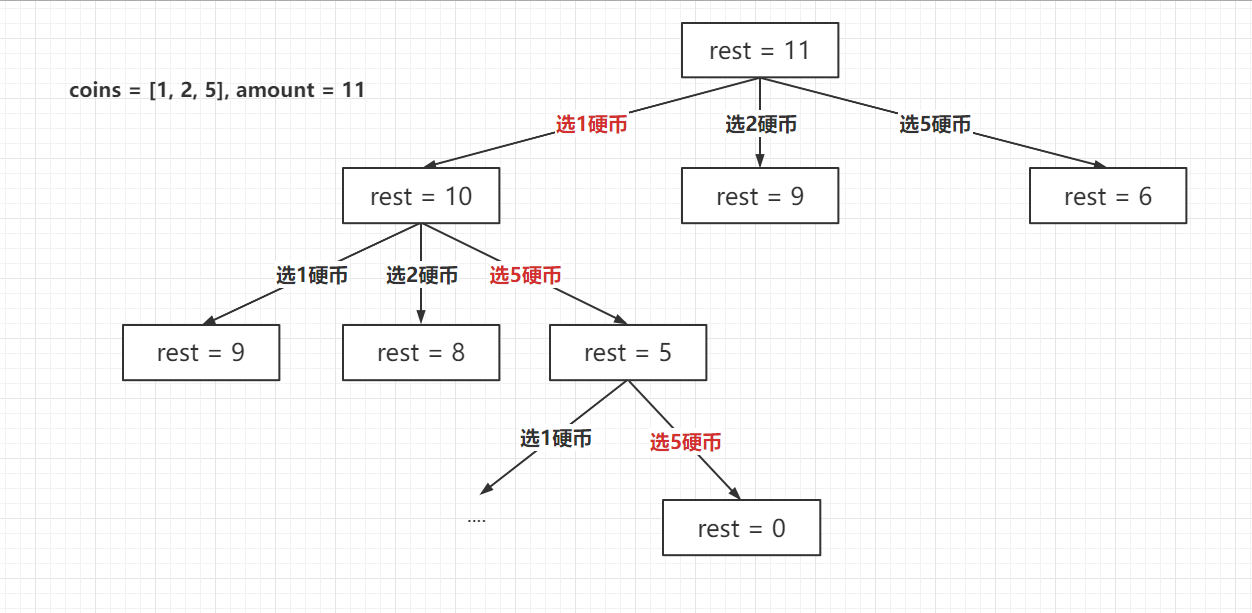 rest = 11
coins = [1, 2, 5], amount = 11
选1硬币
选2硬币
选5硬币
rest = 10
rest = 9
rest = 6
选1硬币
选2硬币
选5硬币
rest = 9
rest = 8
rest = 5
选1硬币
选5硬币
....
rest = 0